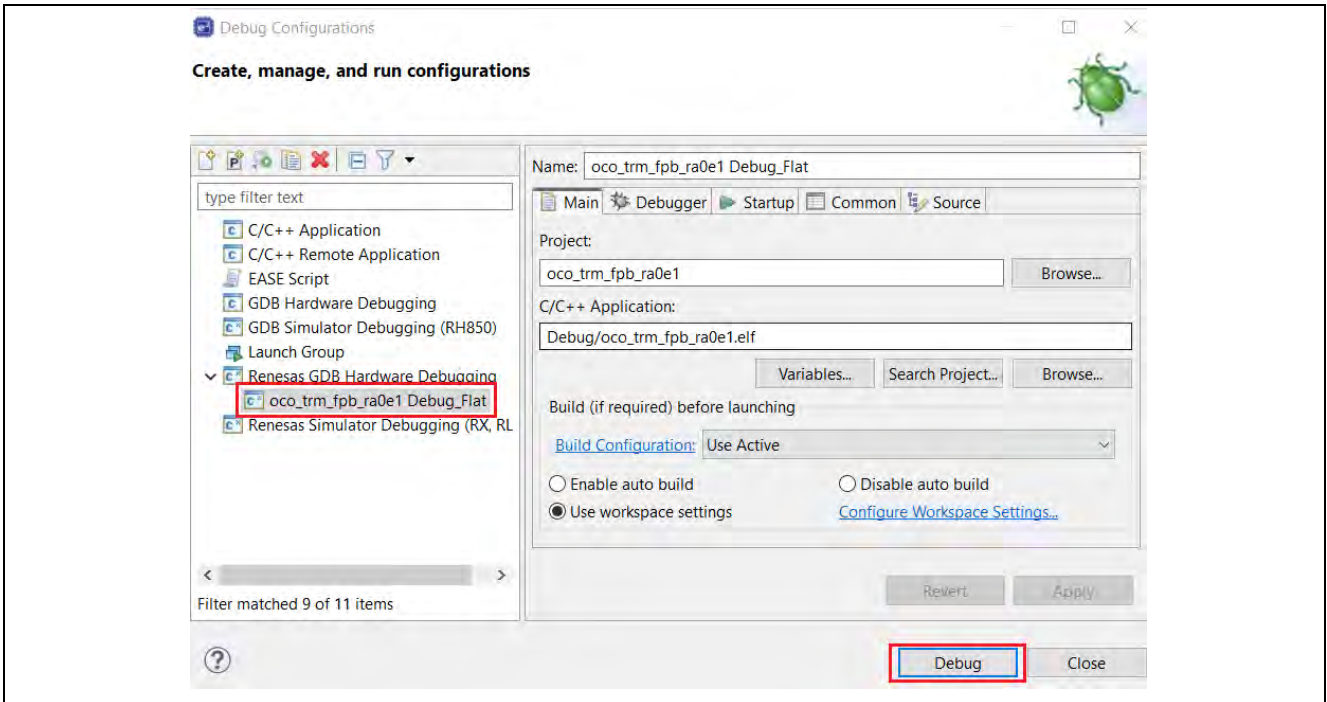 Debug Configurations
Create, manage, and run configurations
Name: oco_trm_fpb_ra0e1 Debug_Flat
type filter text
Main Debugger Startup Common Source
C/C++ Application
C/C++ Remote Application
EASE Script
GDB Hardware Debugging
GDB Simulator Debugging (RH850)
Launch Group
Renesas GDB Hardware Debugging
oco_trm_fpb_ra0e1 Debug_Flat
Renesas Simulator Debugging (RX, RL
Filter matched 9 of 11 items
Project:
oco_trm_fpb_ra0e1
Browse...
C/C++ Application:
Debug/oco_trm_fpb_ra0e1.elf
Variables... Search Project... Browse...
Build (if required) before launching
Build Configuration: Use Active
Enable auto build Disable auto build
Use workspace settings Configure Workspace Settings...
Revert Apply
? Debug Close